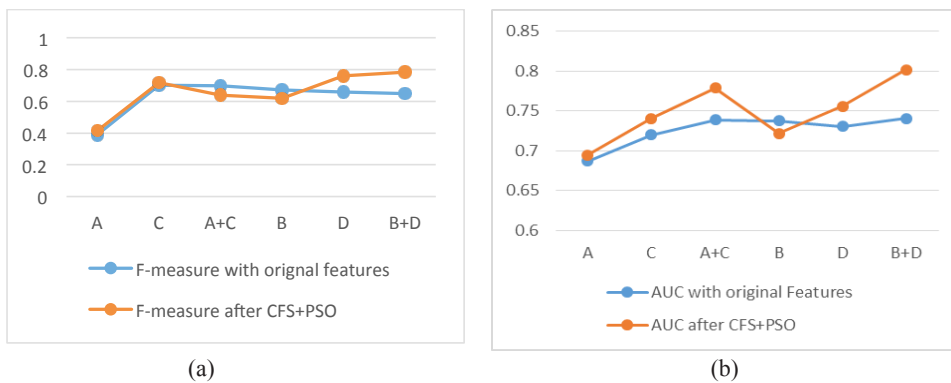 1
0.8
0.6
0.4
0.2
0
A C A+C B D B+D
F-measure with orignal features
F-measure after CFS+PSO
(a)
0.85
0.8
0.75
0.7
0.65
0.6
A C A+C B D B+D
AUC with original Features
AUC after CFS+PSO
(b)